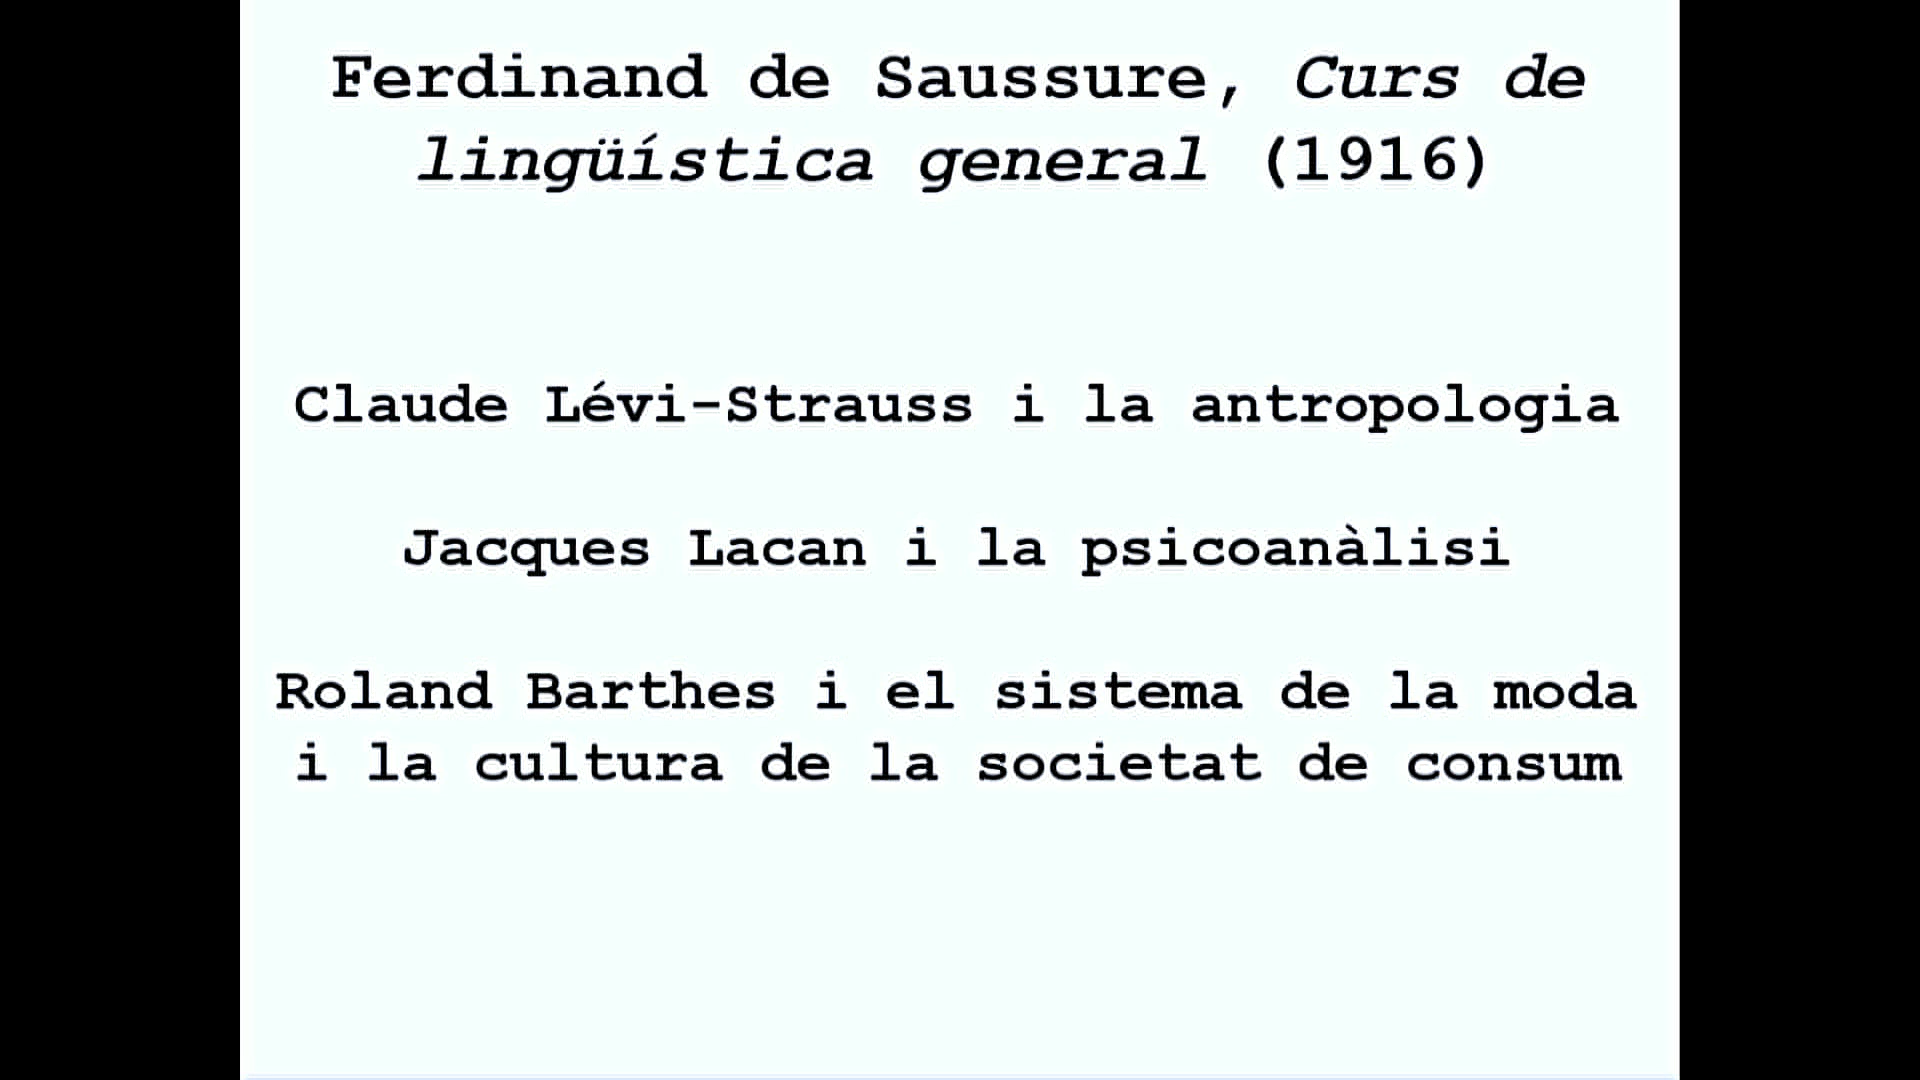 Ferdinand de Saussure, Curs de
lingüística general (1916)
Claude Lévi-Strauss i la antropologia
Jacques Lacan i la psicoanàlisi
Roland Barthes i el sistema de la moda
i la cultura de la societat de consum